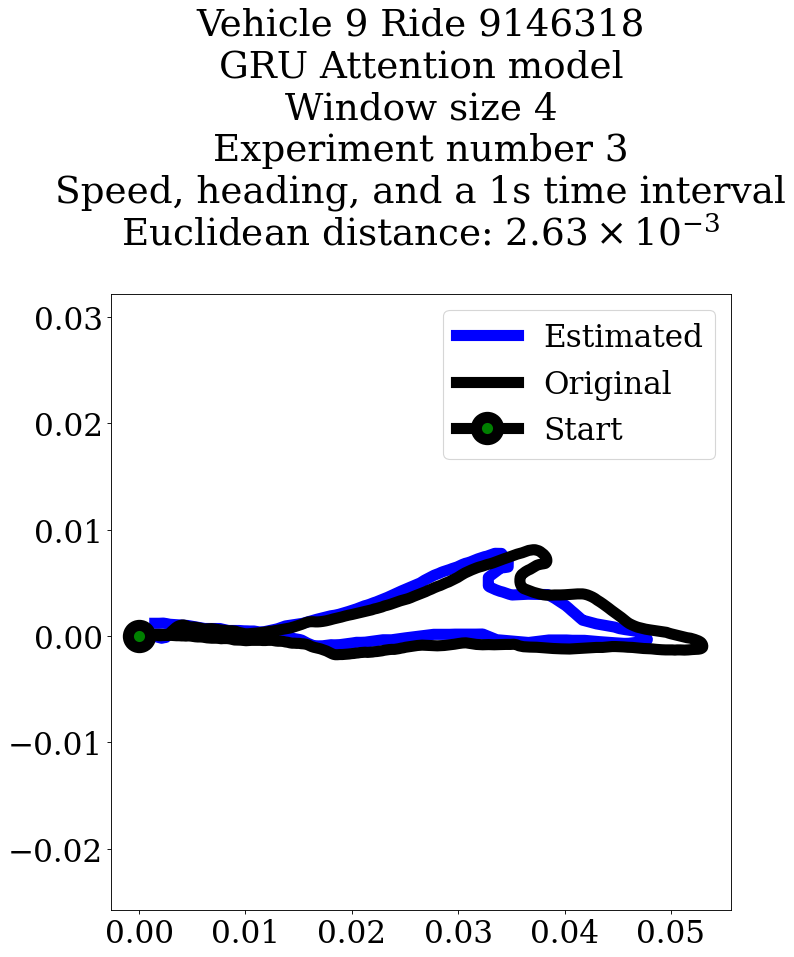 Vehicle 9 Ride 9146318
GRU Attention model
Window size 4
Experiment number 3
Speed, heading, and a 1s time interval
Euclidean distance: 2.63 × 10⁻³
Estimated
Original
Start
0.03
0.02
0.01
0.00
−0.01
−0.02
0.00 0.01 0.02 0.03 0.04 0.05